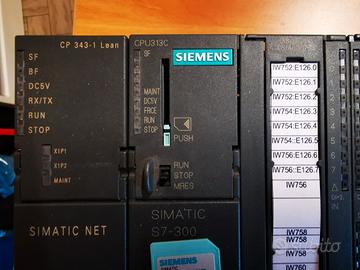 CP 343-1 Lean
SF
BF
DC5V
RX/TX
RUN
STOP
X1P1
X1P2
MAINT
SIMATIC NET
CPU313C
SF
SIEMENS
MAINT
DC5V
FRCE
RUN
STOP
PUSH
RUN
STOP
MRES
SIMATIC
S7-300
SIEMENS
SIMATIC
IW752:E126.0
IW752:E126.1
IW752:E126.2
IW754:E126.3
IW754:E126.4
IW754::E126.5
IW756:E126.6
IW756::E126.7
IW756
IW758
IW758
IW758
IW760
subito